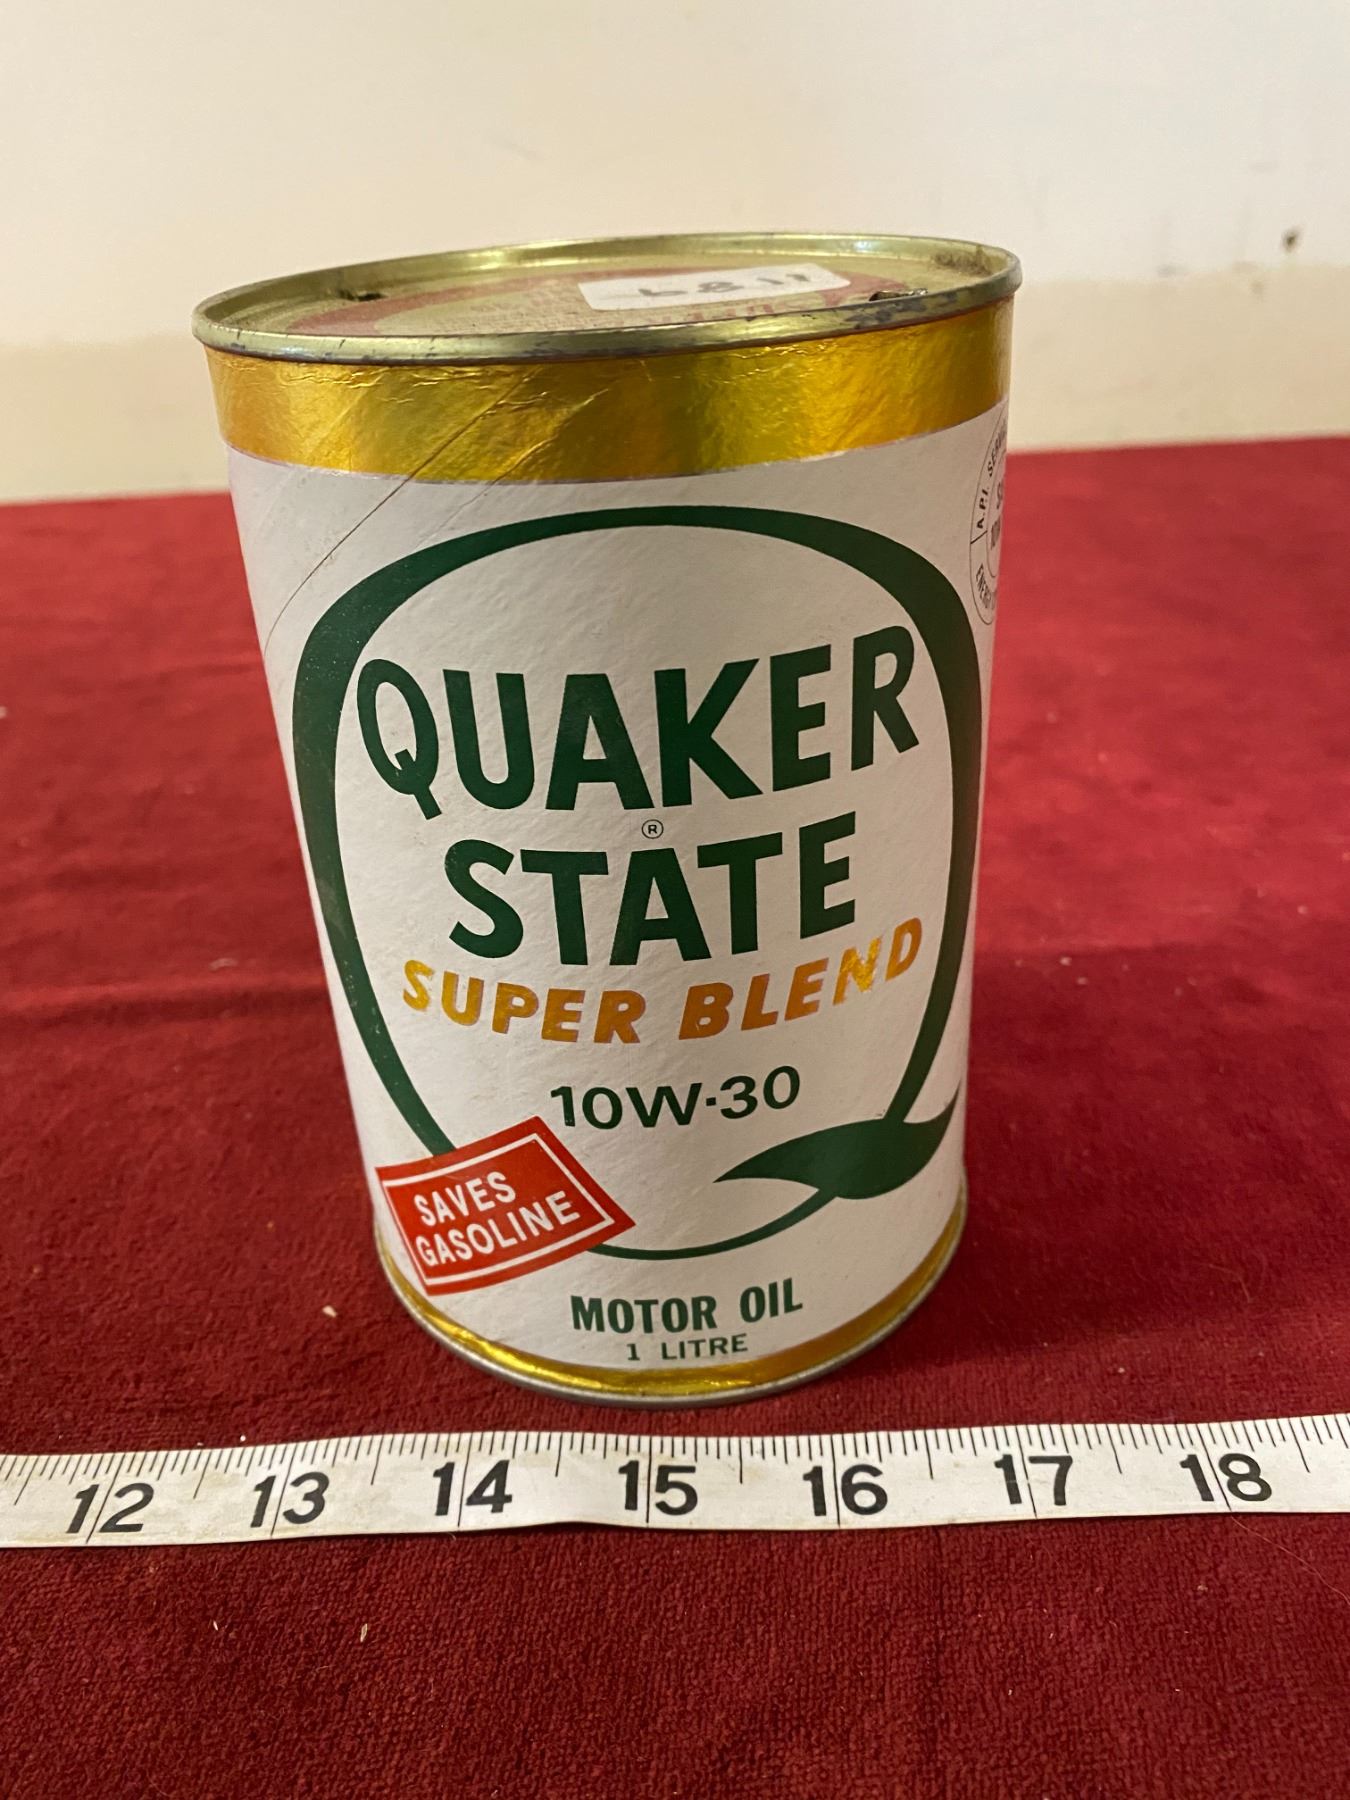 QUAKER
STATE
®
SUPER BLEND
10W-30
SAVES
GASOLINE
MOTOR OIL
1 LITRE
A.P.I.
12 13 14 15 16 17 18